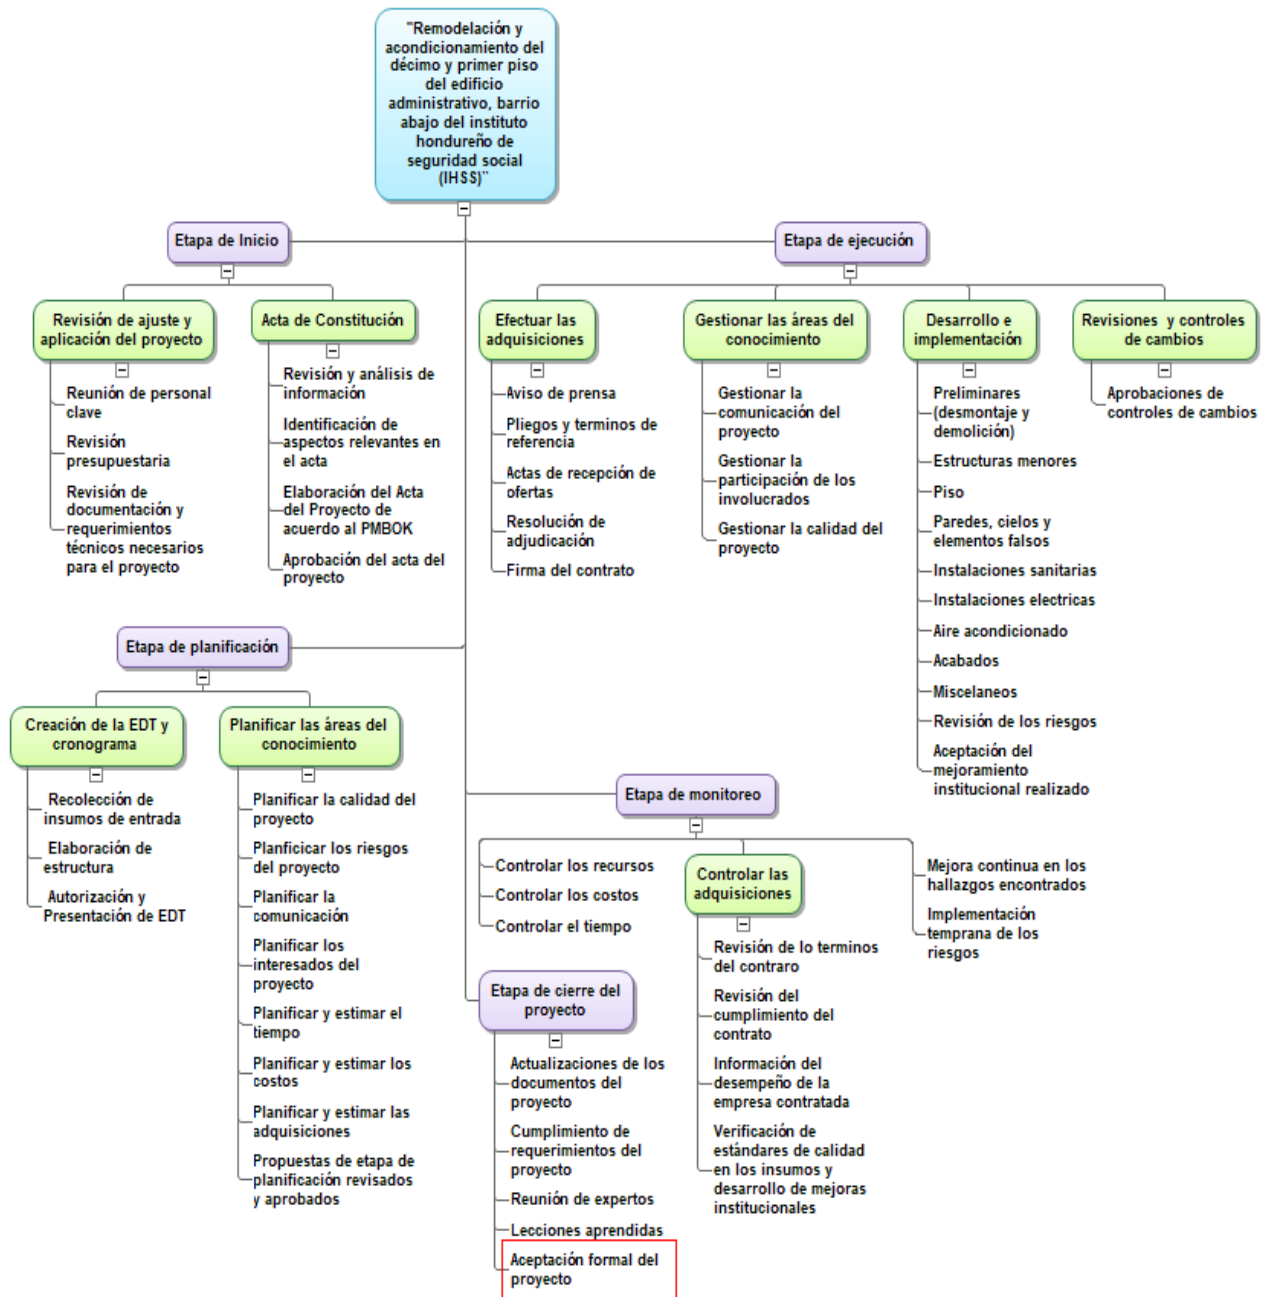 "Remodelación y
acondicionamiento del
décimo y primer piso
del edificio
administrativo, barrio
abajo del instituto
hondureño de
seguridad social
(IHSS)"
Etapa de Inicio
Etapa de ejecución
Revisión de ajuste y
aplicación del proyecto
Reunión de personal
clave
Revisión
presupuestaria
Revisión de
documentación y
requerimientos
técnicos necesarios
para el proyecto
Acta de Constitución
Revisión y análisis de
información
Identificación de
aspectos relevantes en
el acta
Elaboración del Acta
del Proyecto de
acuerdo al PMBOK
Aprobación del acta del
proyecto
Efectuar las
adquisiciones
Aviso de prensa
Pliegos y terminos de
referencia
Actas de recepción de
ofertas
Resolución de
adjudicación
Firma del contrato
Gestionar las áreas del
conocimiento
Gestionar la
comunicación del
proyecto
Gestionar la
participación de los
involucrados
Gestionar la calidad del
proyecto
Desarrollo e
implementación
Preliminares
(desmontaje y
demolición)
Estructuras menores
Piso
Paredes, cielos y
elementos falsos
Instalaciones sanitarias
Instalaciones electricas
Aire acondicionado
Acabados
Miscelaneos
Revisión de los riesgos
Aceptación del
mejoramiento
institucional realizado
Revisiones y controles
de cambios
Aprobaciones de
controles de cambios
Etapa de planificación
Creación de la EDT y
cronograma
Recolección de
insumos de entrada
Elaboración de
estructura
Autorización y
Presentación de EDT
Planificar las áreas del
conocimiento
Planificar la calidad del
proyecto
Planficicar los riesgos
del proyecto
Planificar la
comunicación
Planificar los
interesados del
proyecto
Planificar y estimar el
tiempo
Planificar y estimar los
costos
Planificar y estimar las
adquisiciones
Propuestas de etapa de
planificación revisados
y aprobados
Etapa de monitoreo
Controlar los recursos
Controlar los costos
Controlar el tiempo
Controlar las
adquisiciones
Revisión de lo terminos
del contraro
Revisión del
cumplimiento del
contrato
Información del
desempeño de la
empresa contratada
Verificación de
estándares de calidad
en los insumos y
desarrollo de mejoras
institucionales
Mejora continua en los
hallazgos encontrados
Implementación
temprana de los
riesgos
Etapa de cierre del
proyecto
Actualizaciones de los
documentos del
proyecto
Cumplimiento de
requerimientos del
proyecto
Reunión de expertos
Lecciones aprendidas
Aceptación formal del
proyecto